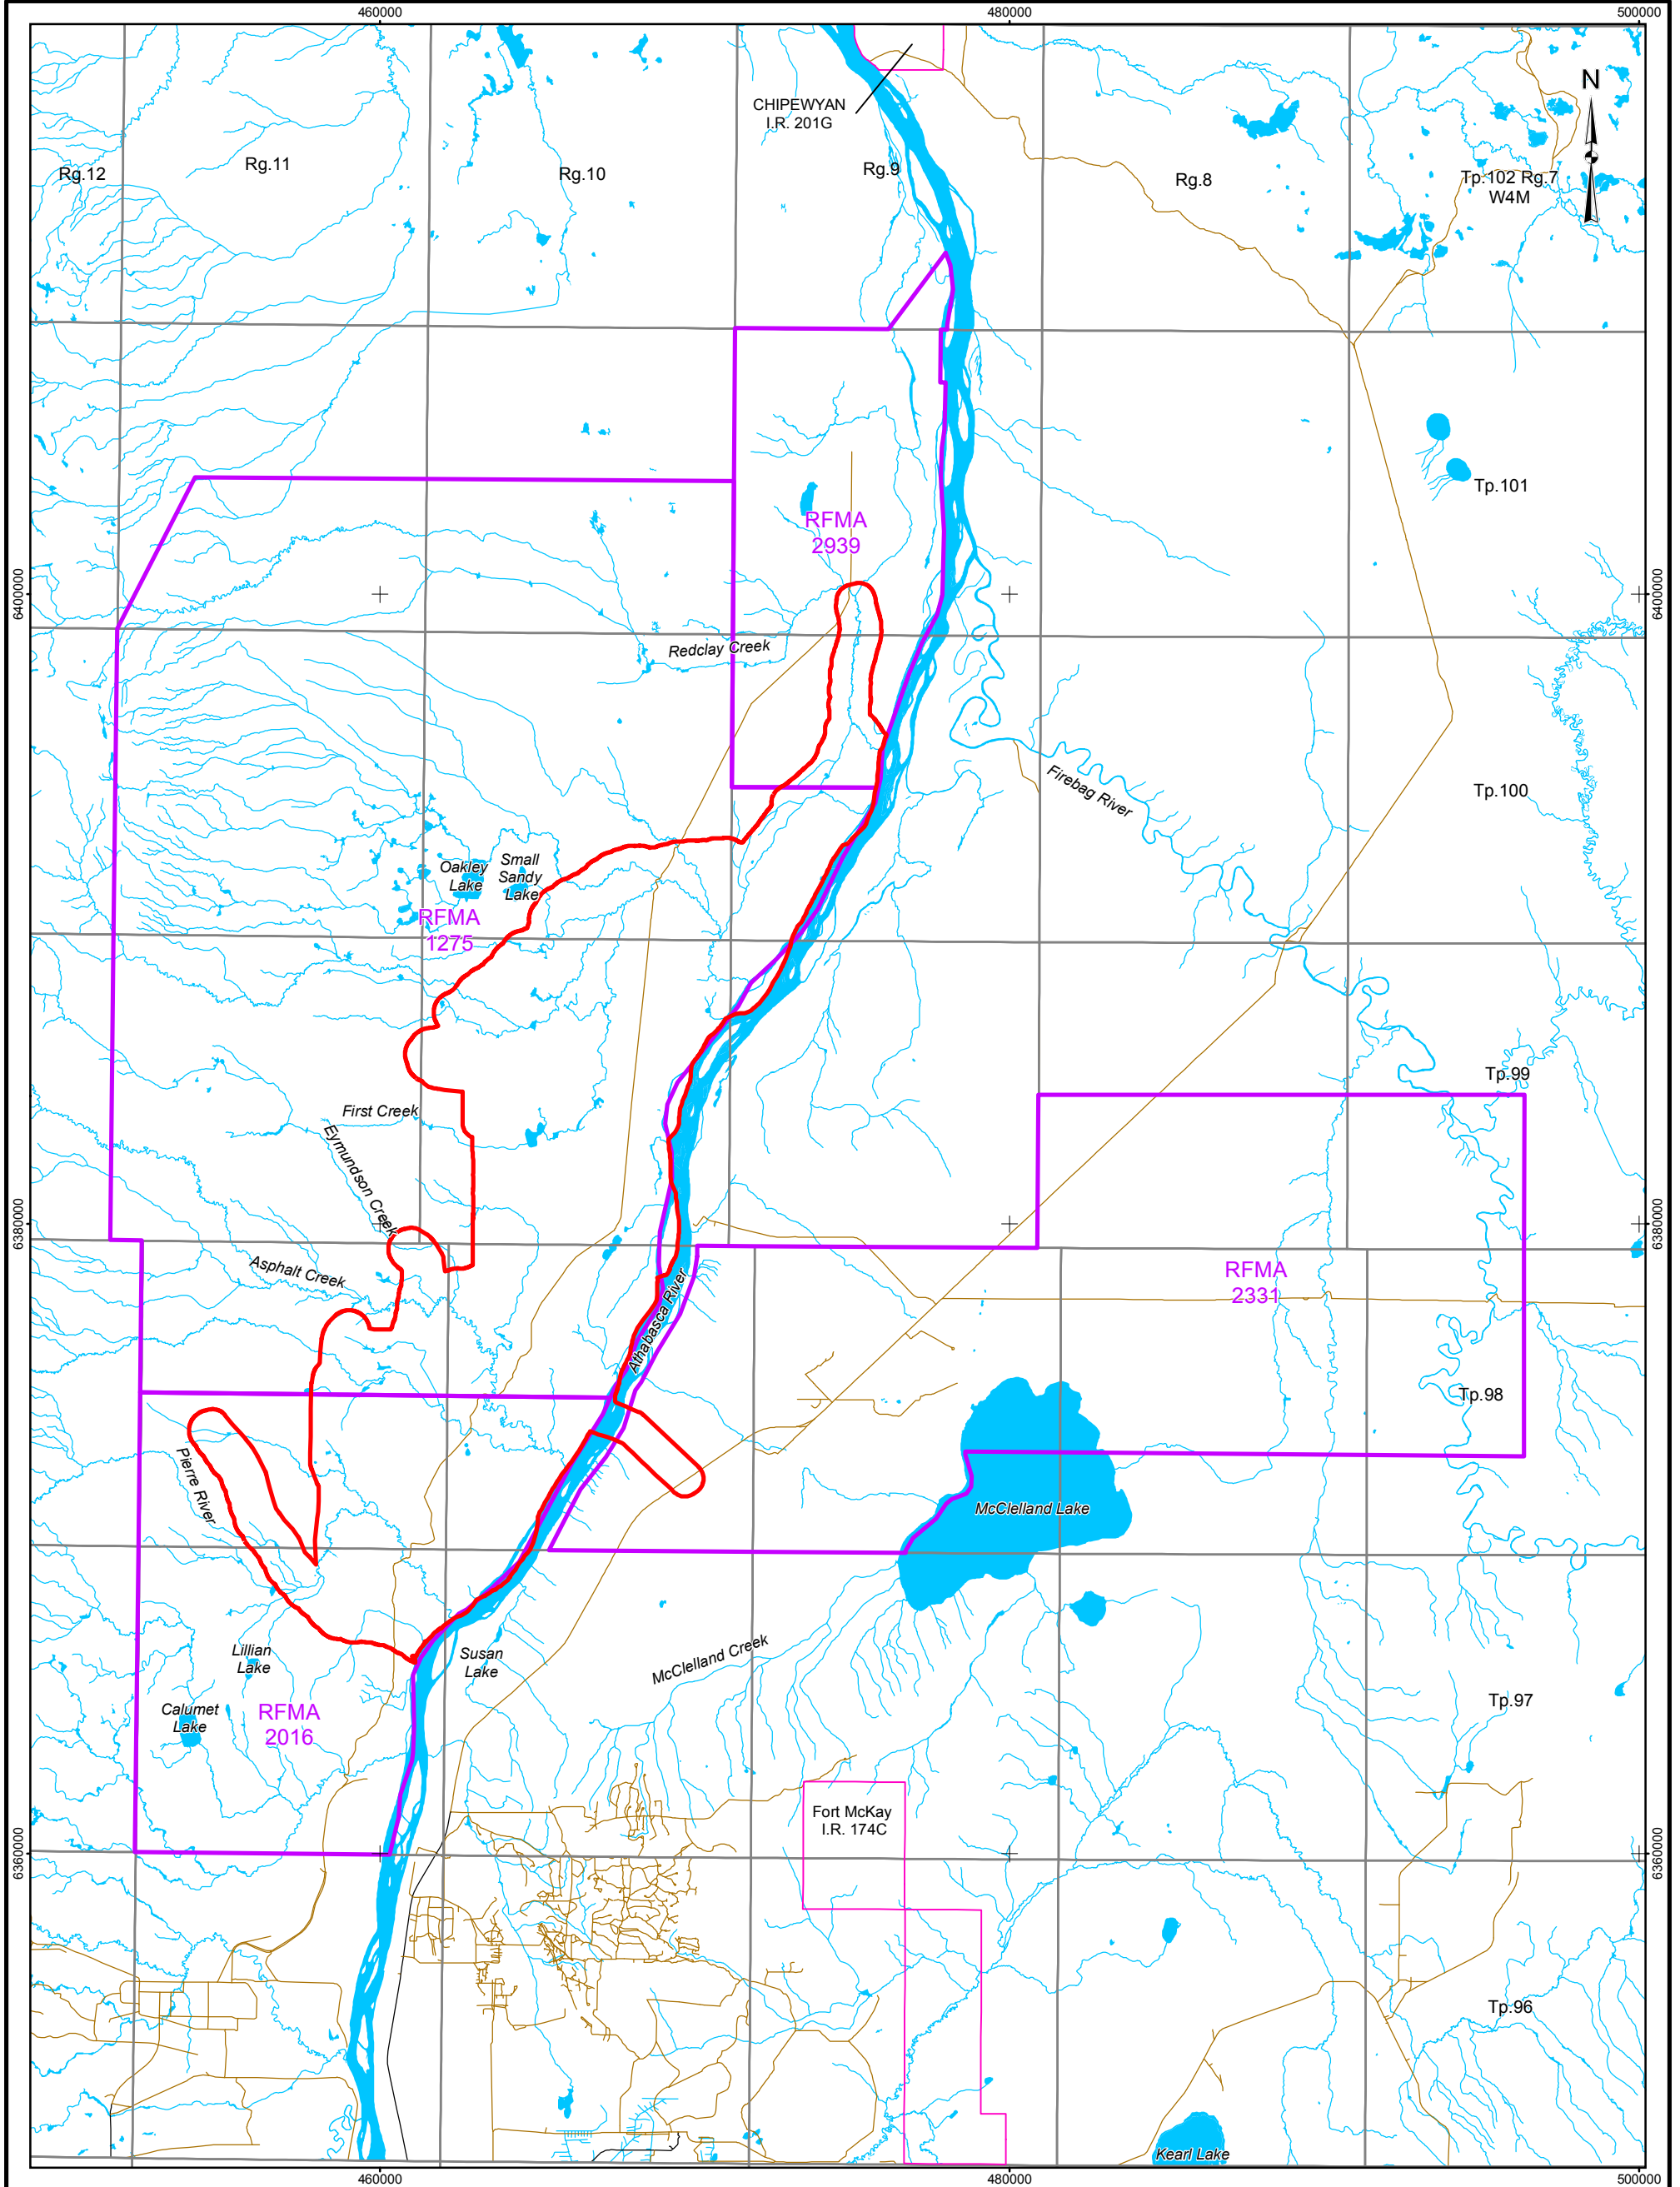 460000
480000
500000
N
CHIPEWYAN
I.R. 201G
Rg.12
Rg.11
Rg.10
Rg.9
Rg.8
Tp.102 Rg.7
W4M
Tp.101
RFMA
2939
6400000
6400000
Redclay Creek
Firebag River
Tp.100
Oakley
Lake
Small
Sandy
Lake
RFMA
1275
Tp.99
First Creek
Eymundson Creek
6380000
6380000
Asphalt Creek
RFMA
2331
Athabasca River
Tp.98
Pierre River
McClelland Lake
Lillian
Lake
Susan
Lake
McClelland Creek
Calumet
Lake
RFMA
2016
Tp.97
Fort McKay
I.R. 174C
6360000
6360000
Tp.96
Kearl Lake
460000
480000
500000